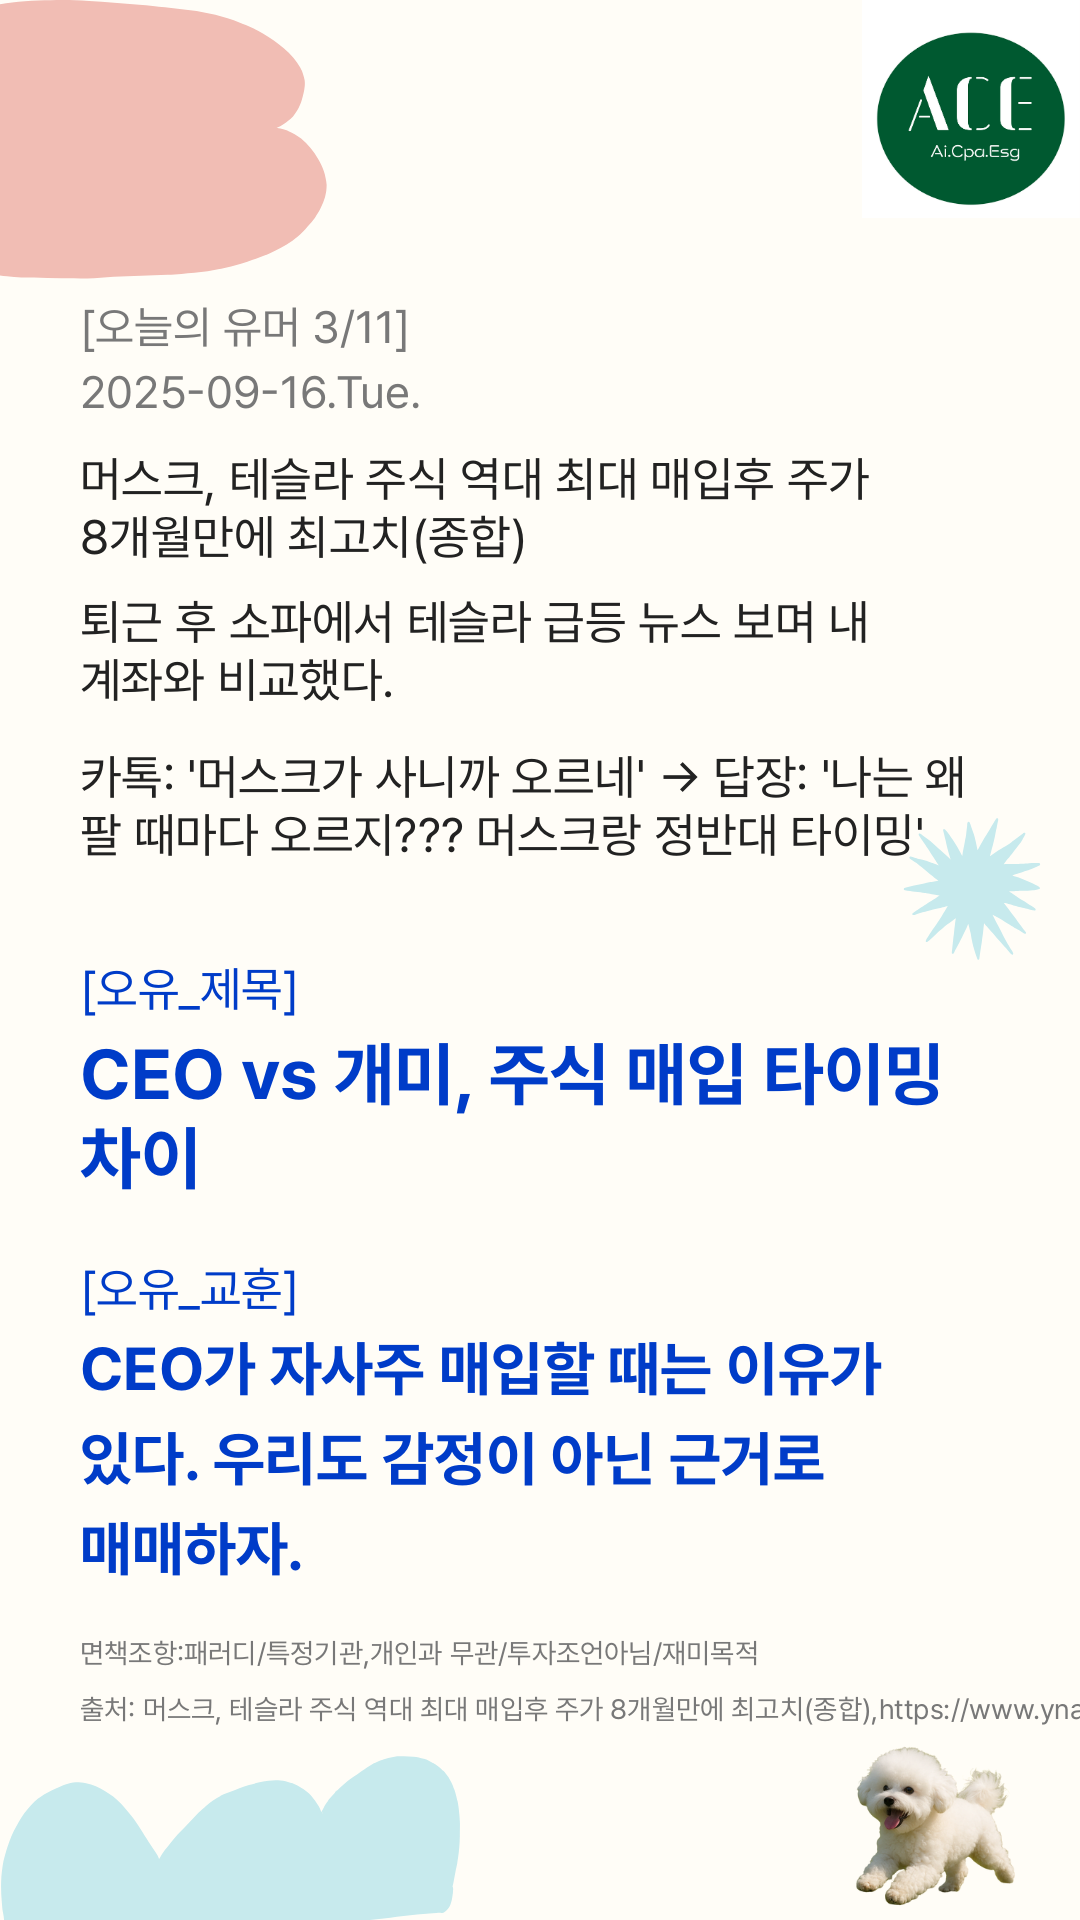 ACE
Ai.Cpa.Esg
[오늘의 유머 3/11]
2025-09-16.Tue.
머스크, 테슬라 주식 역대 최대 매입후 주가
8개월만에 최고치(종합)
퇴근 후 소파에서 테슬라 급등 뉴스 보며 내
계좌와 비교했다.
카톡: '머스크가 사니까 오르네' → 답장: '나는 왜
팔 때마다 오르지??? 머스크랑 정반대 타이밍'
[오유_제목]
CEO vs 개미, 주식 매입 타이밍
차이
[오유_교훈]
CEO가 자사주 매입할 때는 이유가
있다. 우리도 감정이 아닌 근거로
매매하자.
면책조항:패러디/특정기관,개인과 무관/투자조언아님/재미목적
출처: 머스크, 테슬라 주식 역대 최대 매입후 주가 8개월만에 최고치(종합),https://www.yna